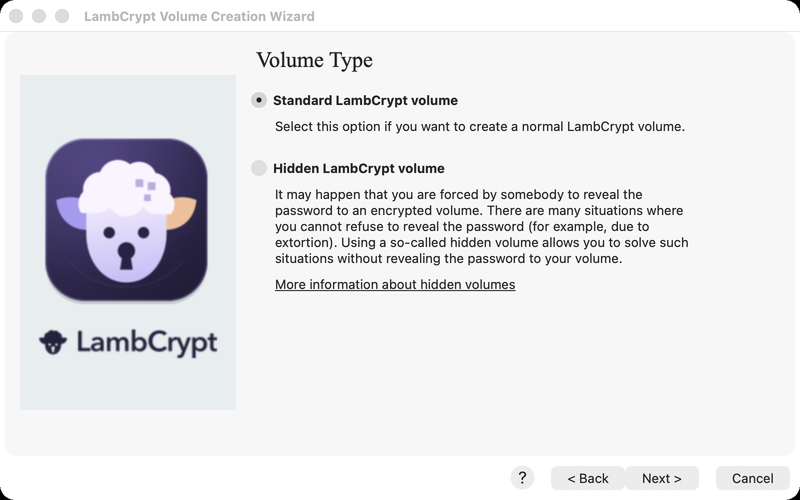 LambCrypt Volume Creation Wizard
Volume Type
Standard LambCrypt volume
Select this option if you want to create a normal LambCrypt volume.
Hidden LambCrypt volume
It may happen that you are forced by somebody to reveal the
password to an encrypted volume. There are many situations where
you cannot refuse to reveal the password (for example, due to
extortion). Using a so-called hidden volume allows you to solve such
situations without revealing the password to your volume.
More information about hidden volumes
LambCrypt
?
< Back
Next >
Cancel